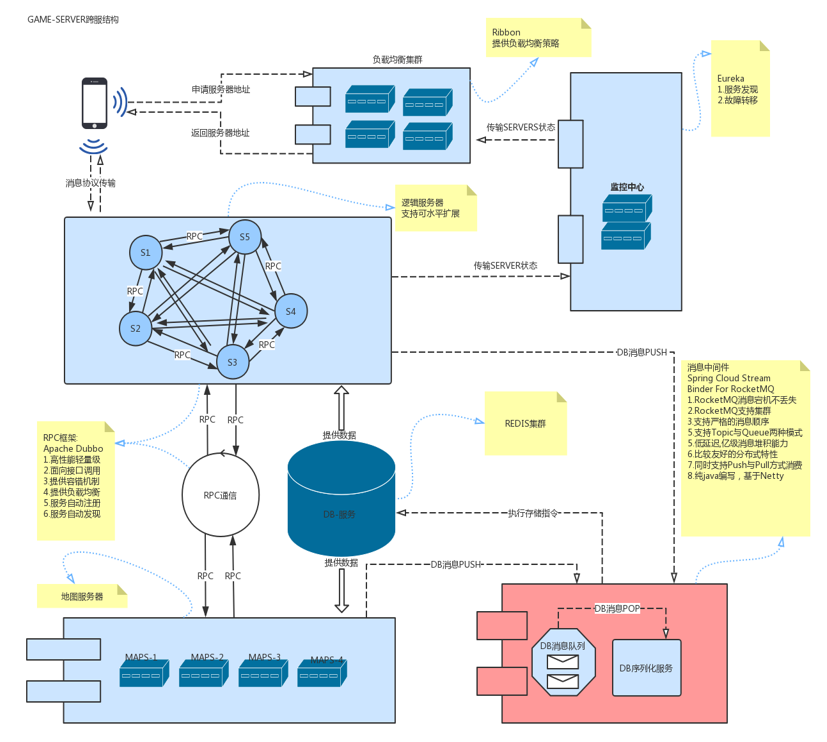 GAME-SERVER跨服结构
Ribbon
提供负载均衡策略
负载均衡集群
Eureka
1.服务发现
2.故障转移
申请服务器地址
返回服务器地址
传输SERVERS状态
监控中心
消息协议传输
逻辑服务器
支持可水平扩展
S1
S2
S3
S4
S5
RPC
RPC
RPC
RPC
RPC
传输SERVER状态
DB消息PUSH
消息中间件
Spring Cloud Stream
Binder For RocketMQ
1.RocketMQ消息宕机不丢失
2.RocketMQ支持集群
3.支持严格的消息顺序
5.支持Topic与Queue两种模式
5.低延迟,亿级消息堆积能力
6.比较友好的分布式特性
7.同时支持Push与Pull方式消费
8.纯java编写，基于Netty
RPC框架:
Apache Dubbo
1.高性能轻量级
2.面向接口调用
3.提供容错机制
4.提供负载均衡
5.服务自动注册
6.服务自动发现
RPC
RPC
RPC通信
RPC
RPC
提供数据
DB-服务
提供数据
REDIS集群
执行存储指令
DB消息PUSH
地图服务器
MAPS-1
MAPS-2
MAPS-3
MAPS-4
DB消息POP
DB消息队列
DB序列化服务